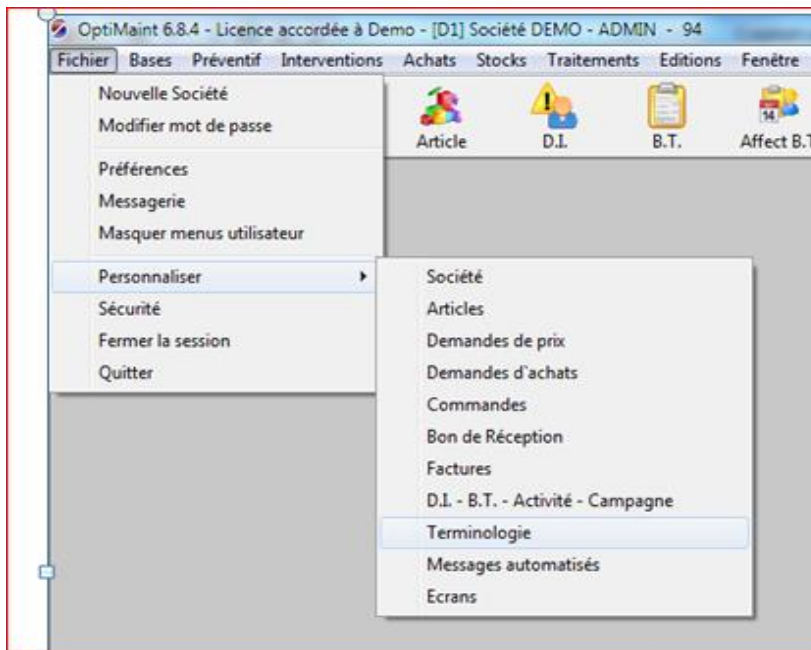 OptiMaint 6.8.4 - Licence accordée à Demo - [D1] Société DEMO - ADMIN - 94
Fichier Bases Préventif Interventions Achats Stocks Traitements Editions Fenêtre
Nouvelle Société
Modifier mot de passe
Article D.I. B.T. Affect B.T
14
Préférences
Messagerie
Masquer menus utilisateur
Personnaliser
Sécurité
Fermer la session
Quitter
Société
Articles
Demandes de prix
Demandes d`achats
Commandes
Bon de Réception
Factures
D.I. - B.T. - Activité - Campagne
Terminologie
Messages automatisés
Ecrans